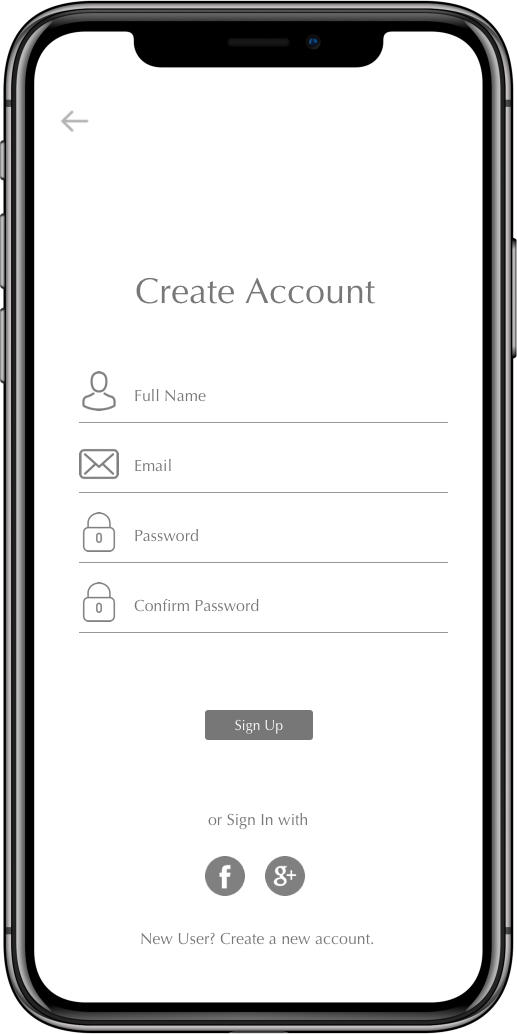 Create Account
Full Name
Email
Password
Confirm Password
Sign Up
or Sign In with
f g+
New User? Create a new account.